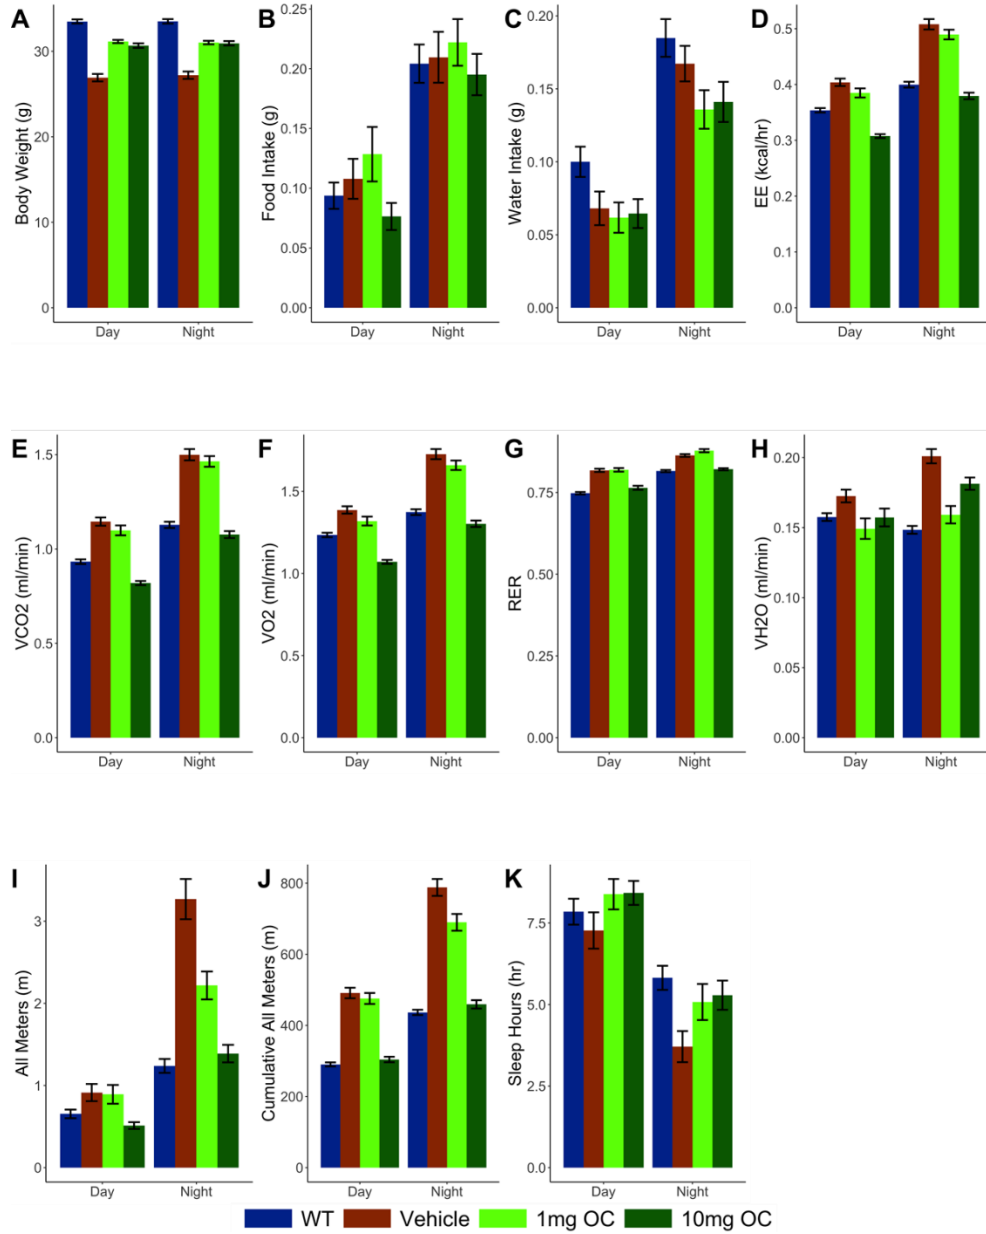 A
Body Weight (g)
30
20
10
0
Day
Night
B
Food Intake (g)
0.25
0.20
0.15
0.10
0.05
0.00
Day
Night
C
Water Intake (g)
0.20
0.15
0.10
0.05
0.00
Day
Night
D
EE (kcal/hr)
0.5
0.4
0.3
0.2
0.1
0.0
Day
Night
E
VCO2 (ml/min)
1.5
1.0
0.5
0.0
Day
Night
F
VO2 (ml/min)
1.5
1.0
0.5
0.0
Day
Night
G
RER
0.75
0.50
0.25
0.00
Day
Night
H
VH2O (ml/min)
0.20
0.15
0.10
0.05
0.00
Day
Night
I
All Meters (m)
3
2
1
0
Day
Night
J
Cumulative All Meters (m)
800
600
400
200
0
Day
Night
K
Sleep Hours (hr)
7.5
5.0
2.5
0.0
Day
Night
WT Vehicle 1mg OC 10mg OC